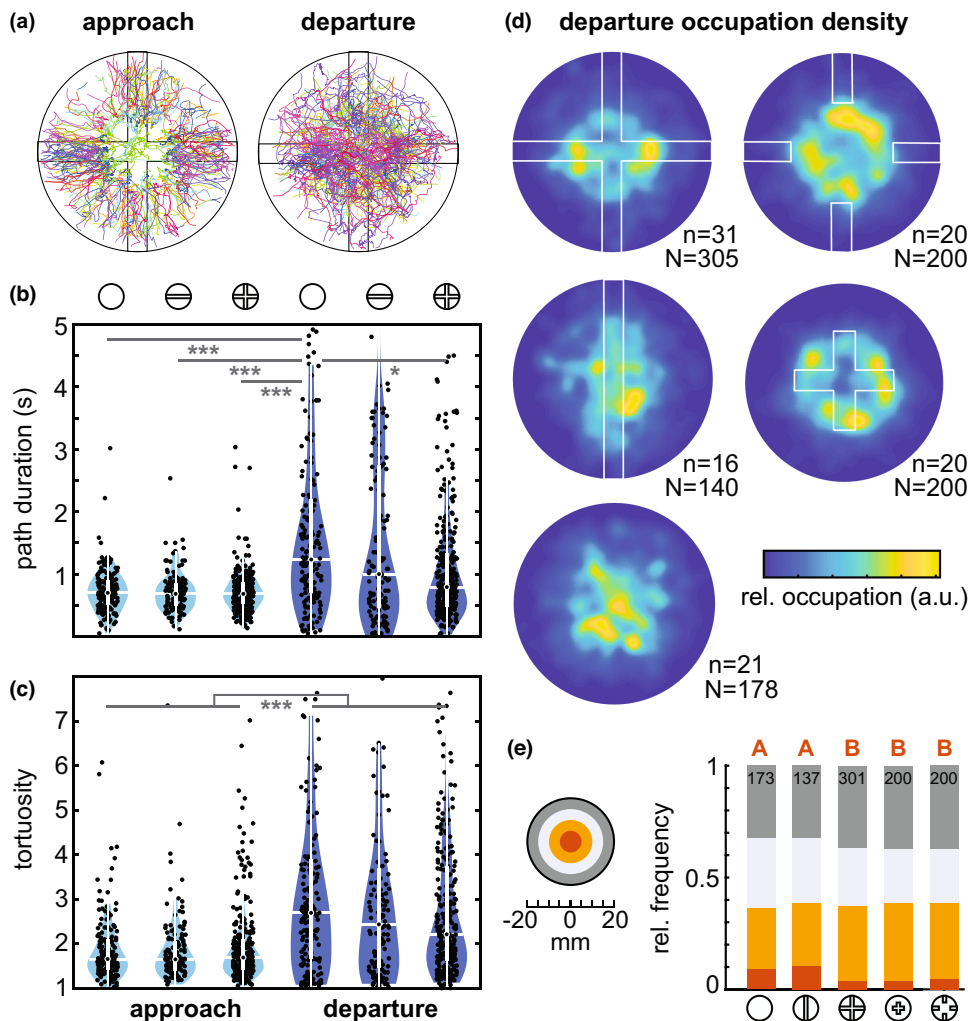 (a)
approach
departure
(b)
5
4
3
2
1
path duration (s)
***
***
***
*
(c)
7
6
5
4
3
2
1
tortuosity
***
approach
departure
(d)
departure occupation density
n=31
N=305
n=20
N=200
n=16
N=140
n=20
N=200
n=21
N=178
rel. occupation (a.u.)
(e)
-20 0 20
mm
A A B B B
1
0.5
0
rel. frequency
173 137 301 200 200